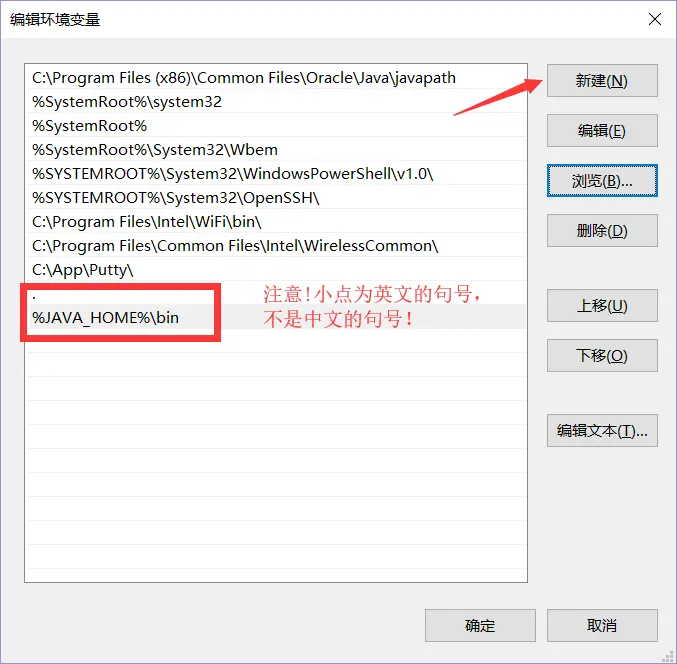 编辑环境变量
C:\Program Files (x86)\Common Files\Oracle\Java\javapath
新建(N)
%SystemRoot%\system32
%SystemRoot%
编辑(E)
%SystemRoot%\System32\Wbem
%SYSTEMROOT%\System32\WindowsPowerShell\v1.0\
浏览(B)...
%SYSTEMROOT%\System32\OpenSSH\
C:\Program Files\Intel\WiFi\bin\
删除(D)
C:\Program Files\Common Files\Intel\WirelessCommon\
C:\App\Putty\
.
注意!小点为英文的句号,
上移(U)
%JAVA_HOME%\bin
不是中文的句号!
下移(O)
编辑文本(T)...
确定
取消